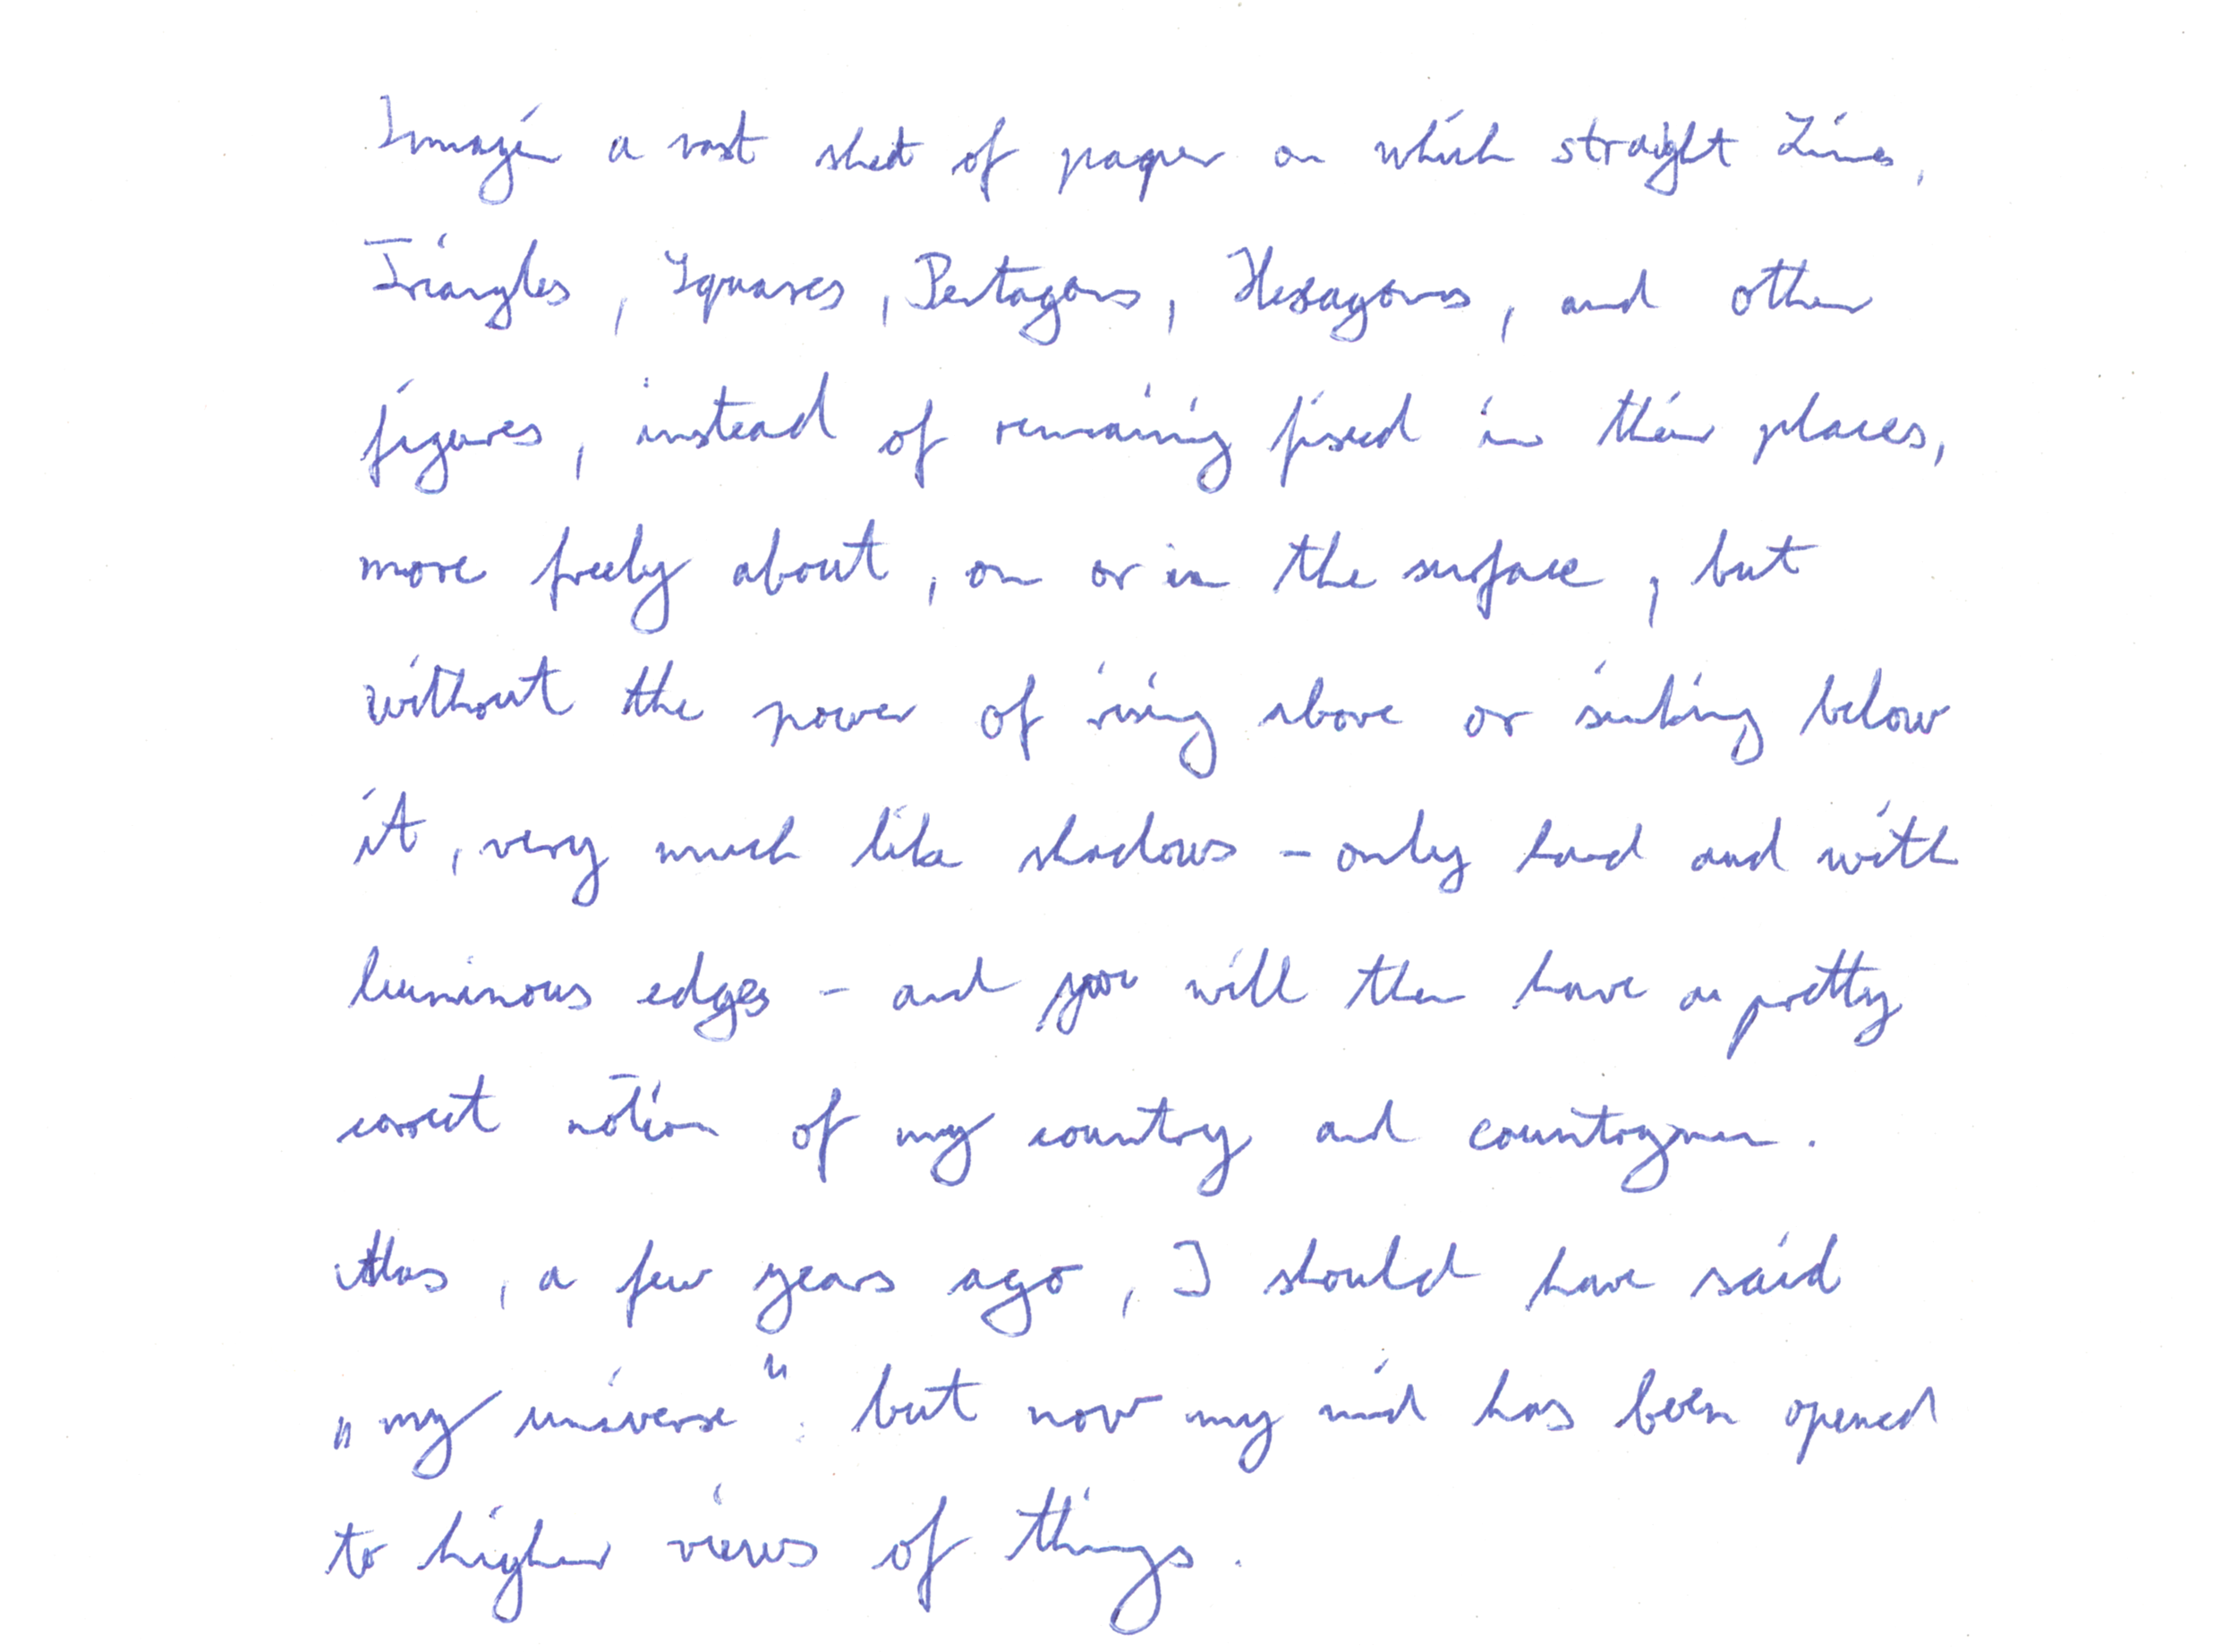 Immagin a vast sheet of paper on which straight Lines,
Triangles, Squares, Pentagons, Hexagons, and other
figures, instead of remaining fixed in their places,
more freely about, on or in the surface, but
without the power of rising above or sinking below
it, very much like shadows - only hard and with
luminous edges - and you will then have a pretty
correct notion of my country and countrymen.
Alas, a few years ago, I should have said
„my universe": but now my mind has been opened
to higher views of things.